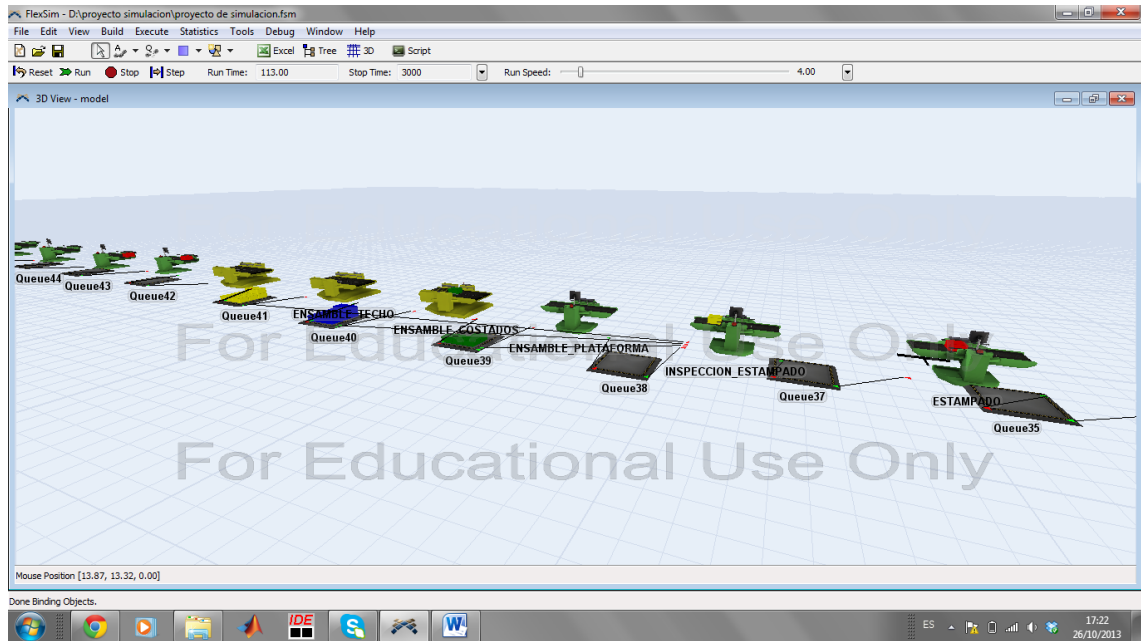 FlexSim - D:\proyecto simulacion\proyecto de simulacion.fsm
File Edit View Build Execute Statistics Tools Debug Window Help
Excel Tree 3D Script
Reset Run Stop Step Run Time: 113.00 Stop Time: 3000 Run Speed: 4.00
3D View - model
Queue44
Queue43
Queue42
Queue41
ENSAMBLE_TECHO
Queue40
ENSAMBLE_COSTADOS
Queue39
ENSAMBLE_PLATAFORMA
Queue38
INSPECCION_ESTAMPADO
Queue37
ESTAMPADO
Queue35
For Educational Use Only
For Educational Use Only
Mouse Position [13.87, 13.32, 0.00]
Done Binding Objects.
IDE
ES
17:22
26/10/2013